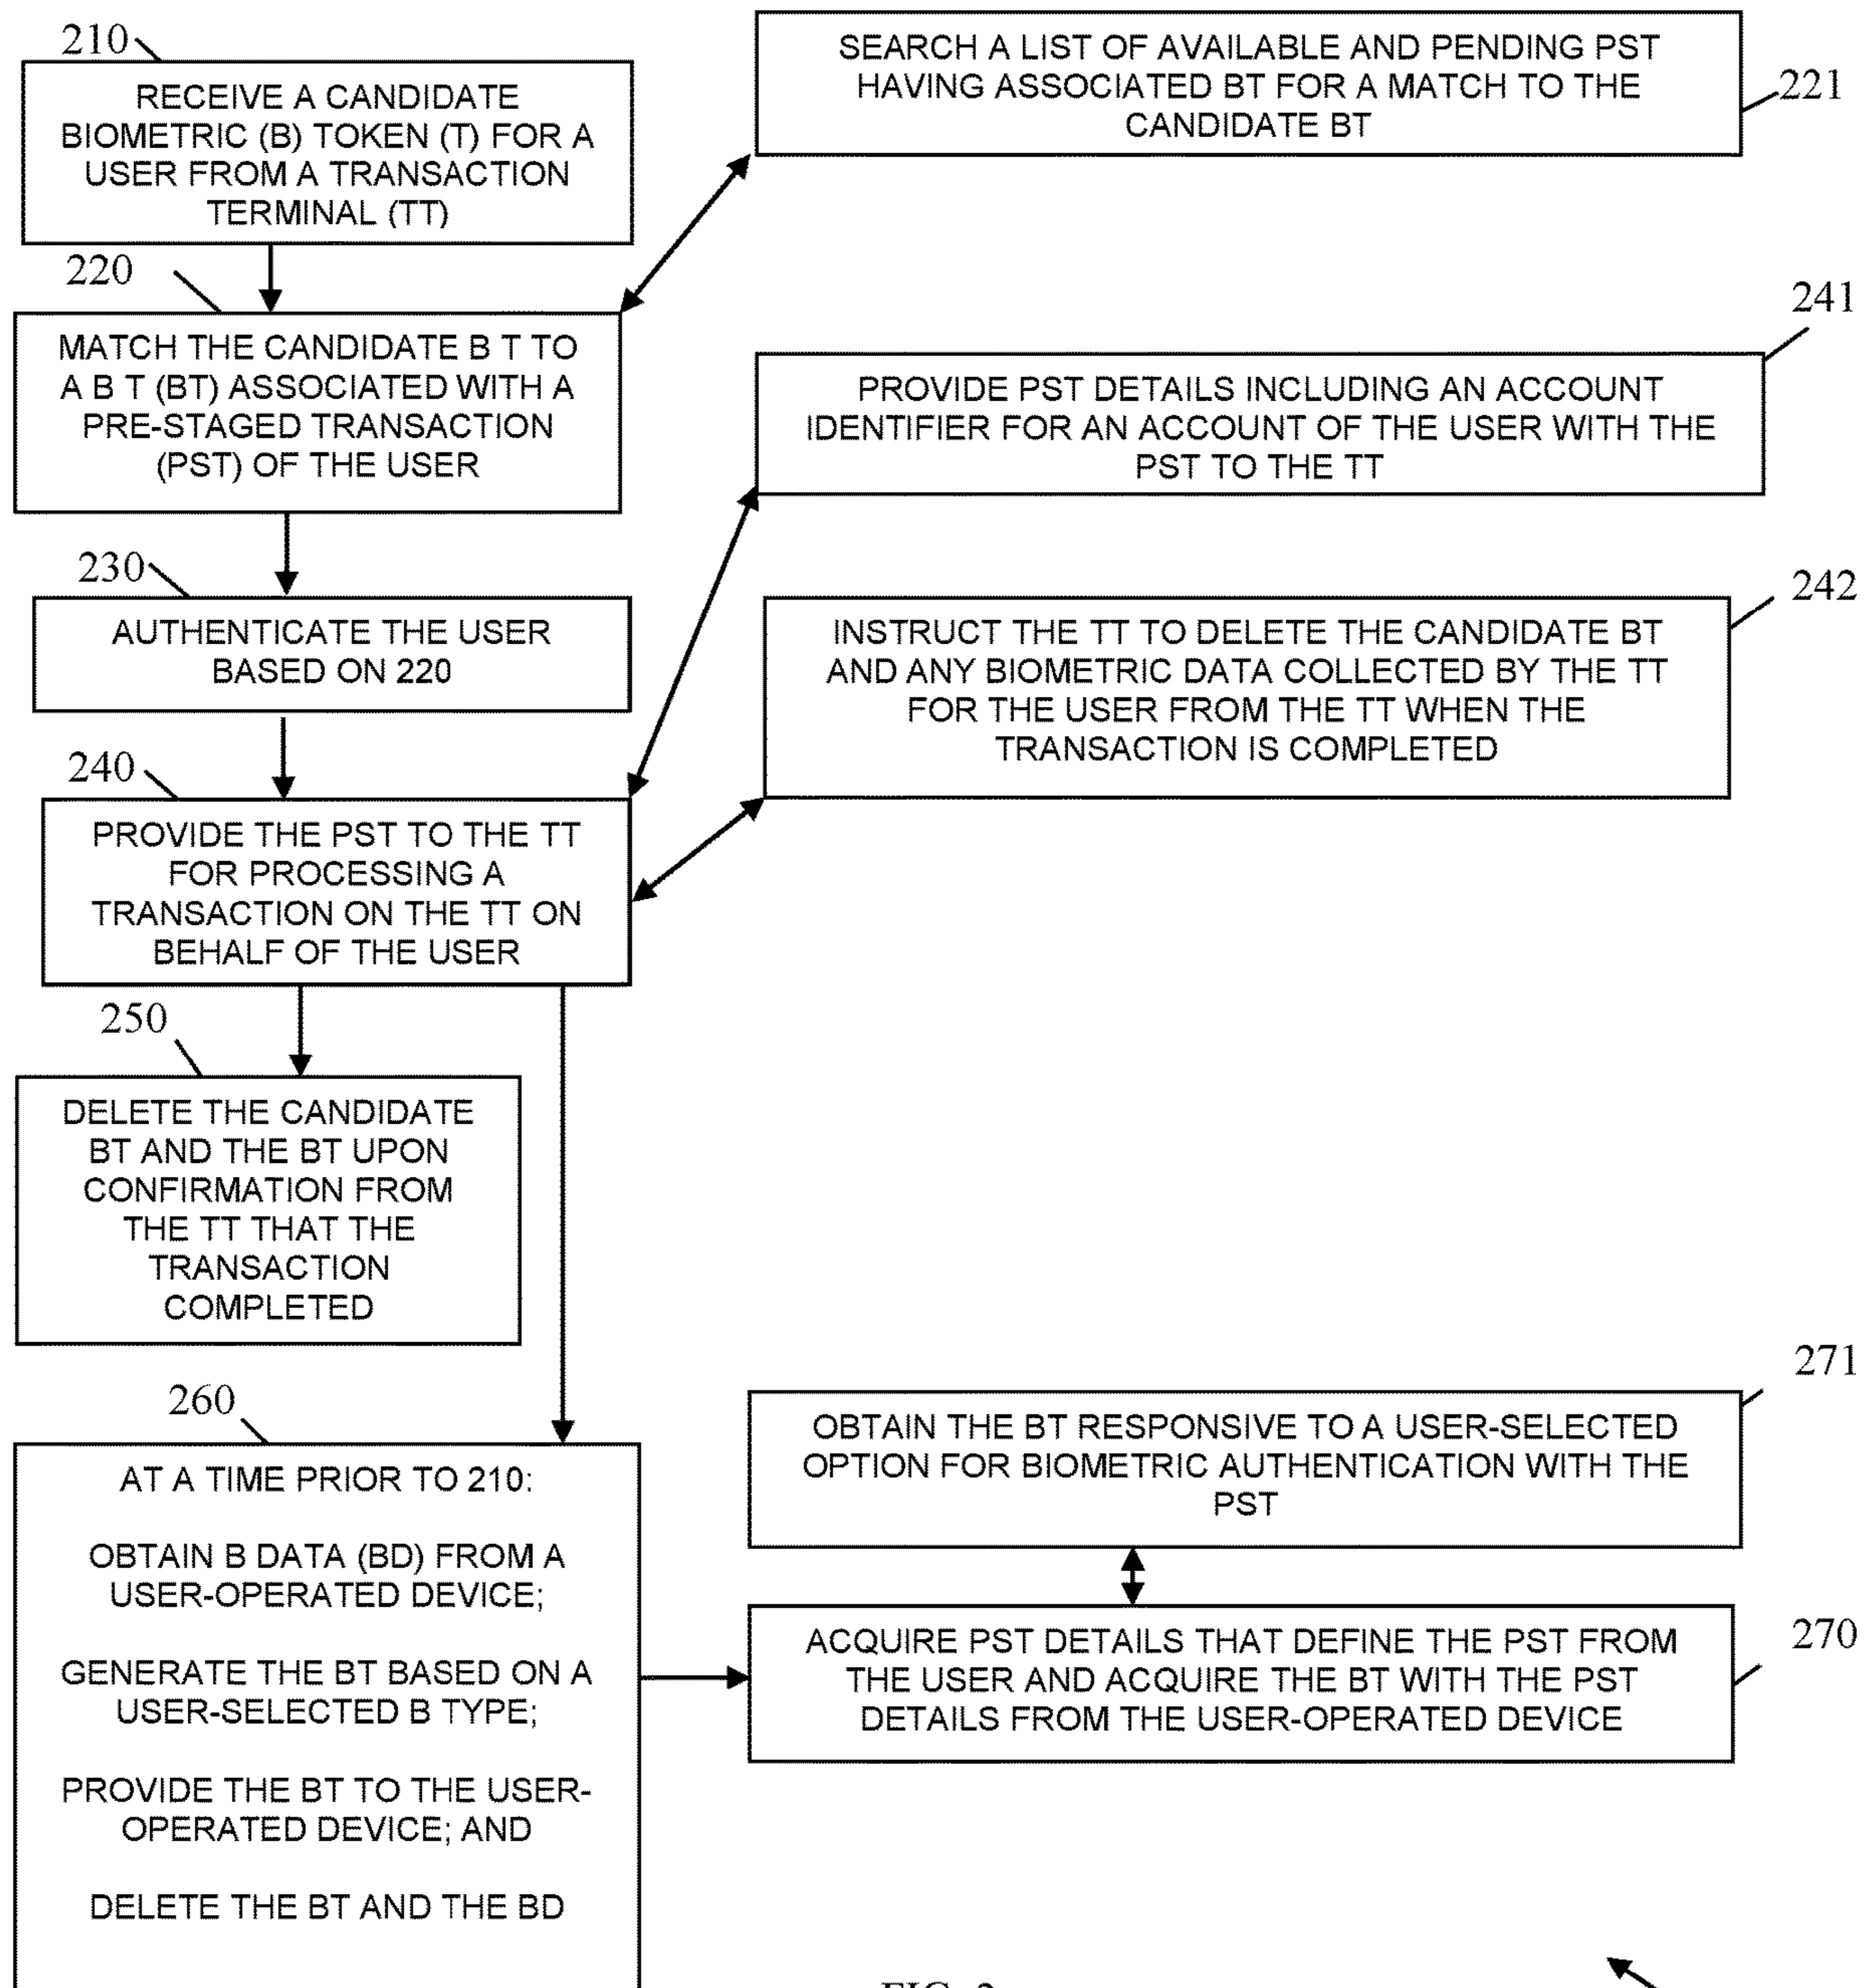 210
RECEIVE A CANDIDATE
BIOMETRIC (B) TOKEN (T) FOR A
USER FROM A TRANSACTION
TERMINAL (TT)
SEARCH A LIST OF AVAILABLE AND PENDING PST
HAVING ASSOCIATED BT FOR A MATCH TO THE
CANDIDATE BT
221
220
MATCH THE CANDIDATE B T TO
A B T (BT) ASSOCIATED WITH A
PRE-STAGED TRANSACTION
(PST) OF THE USER
241
PROVIDE PST DETAILS INCLUDING AN ACCOUNT
IDENTIFIER FOR AN ACCOUNT OF THE USER WITH THE
PST TO THE TT
230
AUTHENTICATE THE USER
BASED ON 220
242
INSTRUCT THE TT TO DELETE THE CANDIDATE BT
AND ANY BIOMETRIC DATA COLLECTED BY THE TT
FOR THE USER FROM THE TT WHEN THE
TRANSACTION IS COMPLETED
240
PROVIDE THE PST TO THE TT
FOR PROCESSING A
TRANSACTION ON THE TT ON
BEHALF OF THE USER
250
DELETE THE CANDIDATE
BT AND THE BT UPON
CONFIRMATION FROM
THE TT THAT THE
TRANSACTION
COMPLETED
260
AT A TIME PRIOR TO 210:
OBTAIN B DATA (BD) FROM A
USER-OPERATED DEVICE;
GENERATE THE BT BASED ON A
USER-SELECTED B TYPE;
PROVIDE THE BT TO THE USER-
OPERATED DEVICE; AND
DELETE THE BT AND THE BD
271
OBTAIN THE BT RESPONSIVE TO A USER-SELECTED
OPTION FOR BIOMETRIC AUTHENTICATION WITH THE
PST
270
ACQUIRE PST DETAILS THAT DEFINE THE PST FROM
THE USER AND ACQUIRE THE BT WITH THE PST
DETAILS FROM THE USER-OPERATED DEVICE